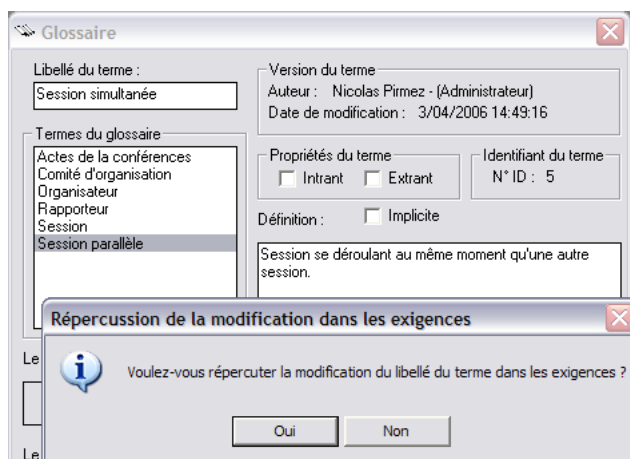 Glossaire
Libellé du terme :
Session simultanée
Version du terme
Auteur : Nicolas Pirmez - (Administrateur)
Date de modification : 3/04/2006 14:49:16
Termes du glossaire
Actes de la conférences
Comité d'organisation
Organisateur
Rapporteur
Session
Session parallèle
Propriétés du terme
Intrant
Extrant
Identifiant du terme
N° ID : 5
Définition :
Implicite
Session se déroulant au même moment qu'une autre
session.
Répercussion de la modification dans les exigences
Le
Voulez-vous répercuter la modification du libellé du terme dans les exigences ?
Oui
Non
Le